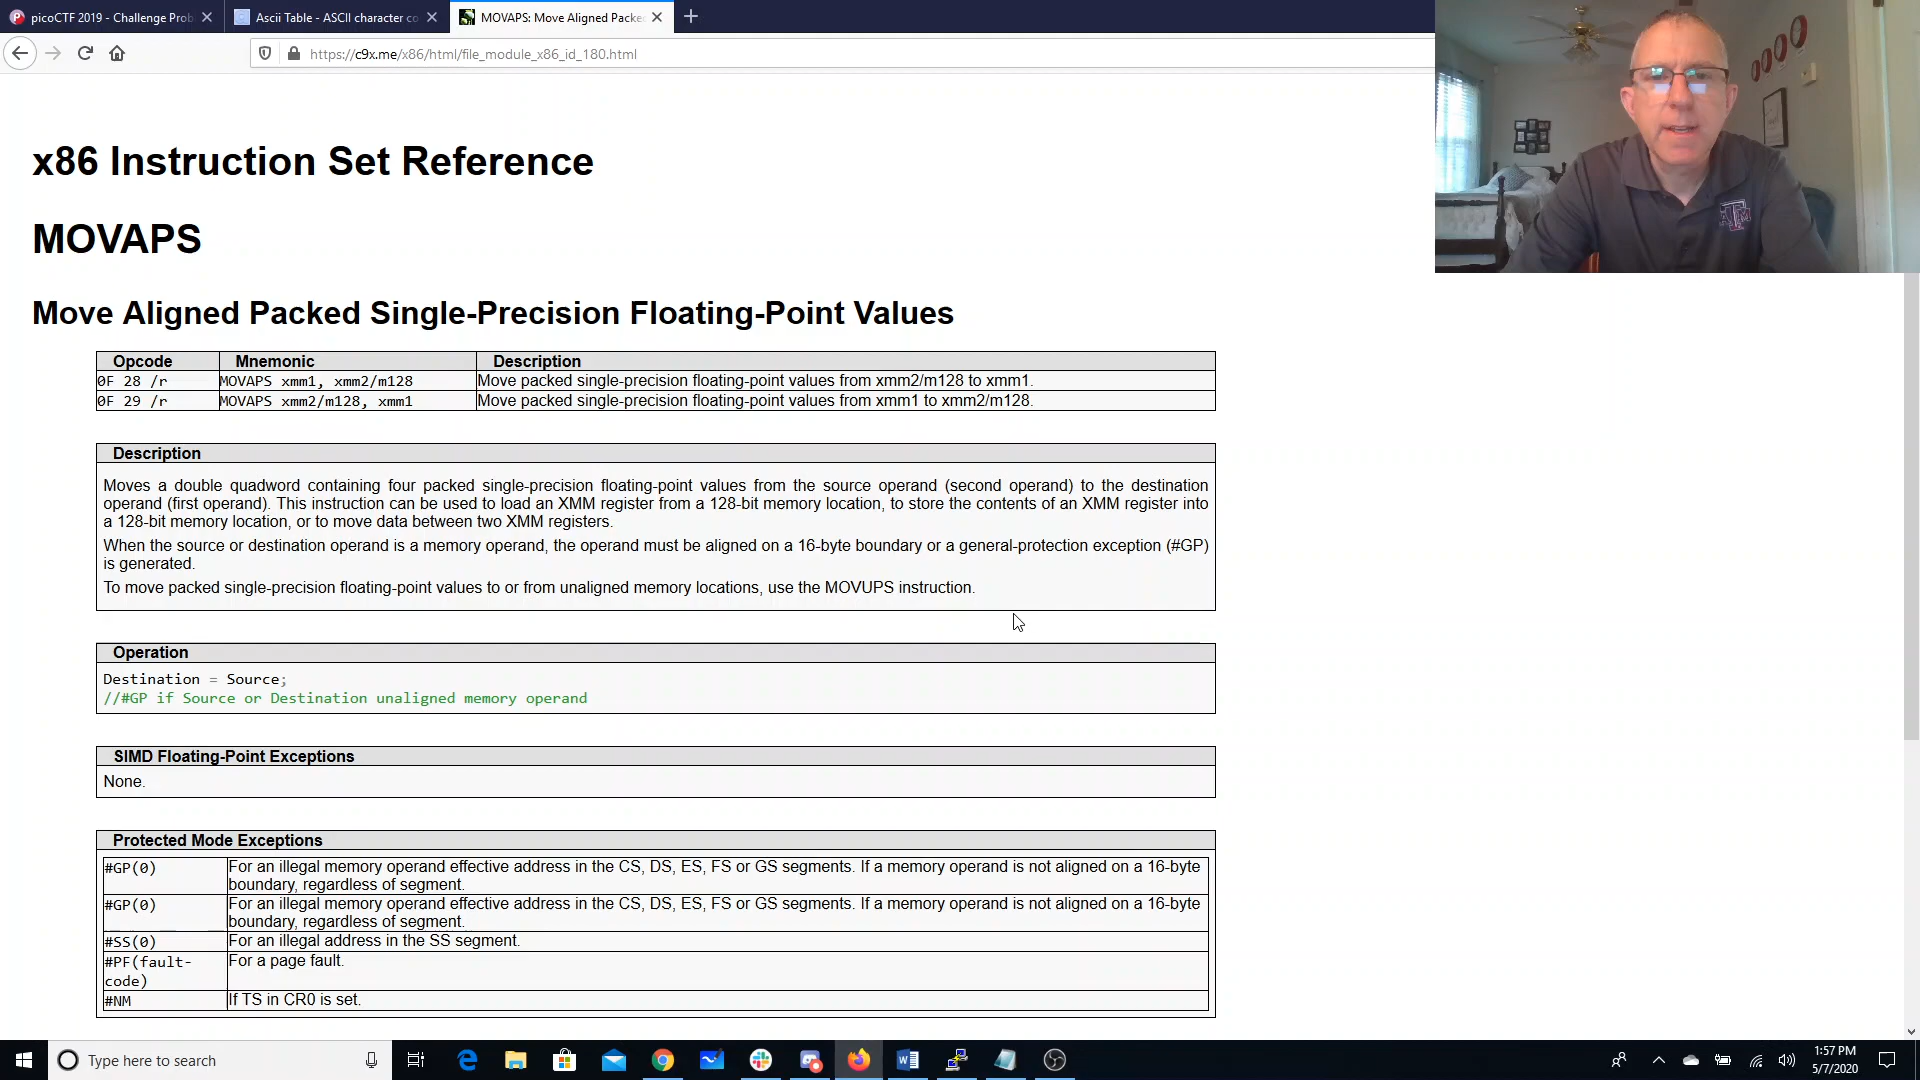 picoCTF 2019 - Challenge Prob
Ascii Table - ASCII character co
MOVAPS: Move Aligned Packe
https://c9x.me/x86/html/file_module_x86_id_180.html
x86 Instruction Set Reference
MOVAPS
Move Aligned Packed Single-Precision Floating-Point Values
Opcode Mnemonic Description
0F 28 /r MOVAPS xmm1, xmm2/m128 Move packed single-precision floating-point values from xmm2/m128 to xmm1.
0F 29 /r MOVAPS xmm2/m128, xmm1 Move packed single-precision floating-point values from xmm1 to xmm2/m128.
Description
Moves a double quadword containing four packed single-precision floating-point values from the source operand (second operand) to the destination
operand (first operand). This instruction can be used to load an XMM register from a 128-bit memory location, to store the contents of an XMM register into
a 128-bit memory location, or to move data between two XMM registers.
When the source or destination operand is a memory operand, the operand must be aligned on a 16-byte boundary or a general-protection exception (#GP)
is generated.
To move packed single-precision floating-point values to or from unaligned memory locations, use the MOVUPS instruction.
Operation
Destination = Source;
//#GP if Source or Destination unaligned memory operand
SIMD Floating-Point Exceptions
None.
Protected Mode Exceptions
#GP(0) For an illegal memory operand effective address in the CS, DS, ES, FS or GS segments. If a memory operand is not aligned on a 16-byte
boundary, regardless of segment.
#GP(0) For an illegal memory operand effective address in the CS, DS, ES, FS or GS segments. If a memory operand is not aligned on a 16-byte
boundary, regardless of segment.
#SS(0) For an illegal address in the SS segment.
#PF(fault- For a page fault.
code)
#NM If TS in CR0 is set.
Type here to search
1:57 PM
5/7/2020
ATM